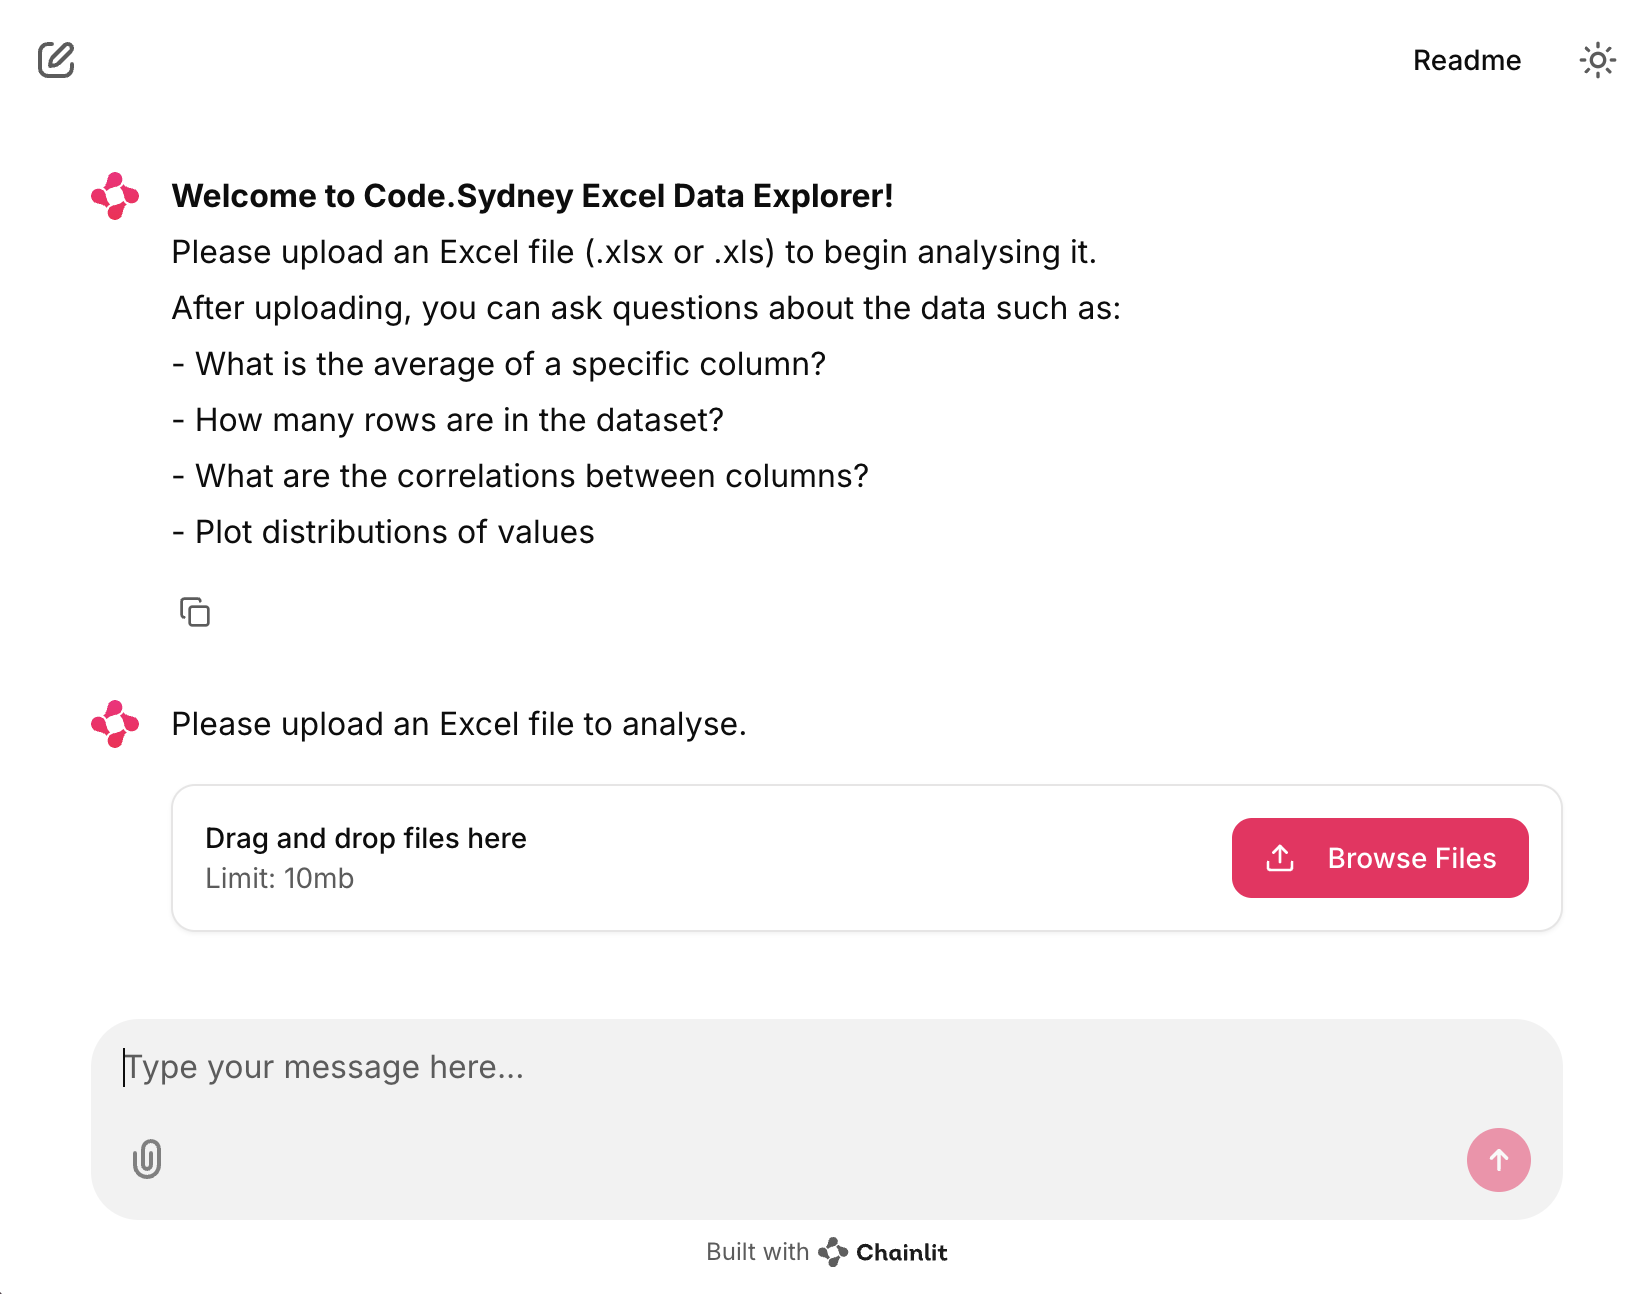 Readme
Welcome to Code.Sydney Excel Data Explorer!
Please upload an Excel file (.xlsx or .xls) to begin analysing it.
After uploading, you can ask questions about the data such as:
- What is the average of a specific column?
- How many rows are in the dataset?
- What are the correlations between columns?
- Plot distributions of values
Please upload an Excel file to analyse.
Drag and drop files here
Limit: 10mb
Browse Files
Type your message here...
Built with Chainlit